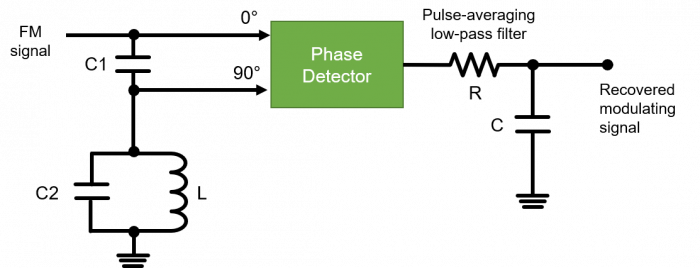 FM
signal
0°
C1
90°
Phase
Detector
Pulse-averaging
low-pass filter
R
C
Recovered
modulating
signal
C2
L